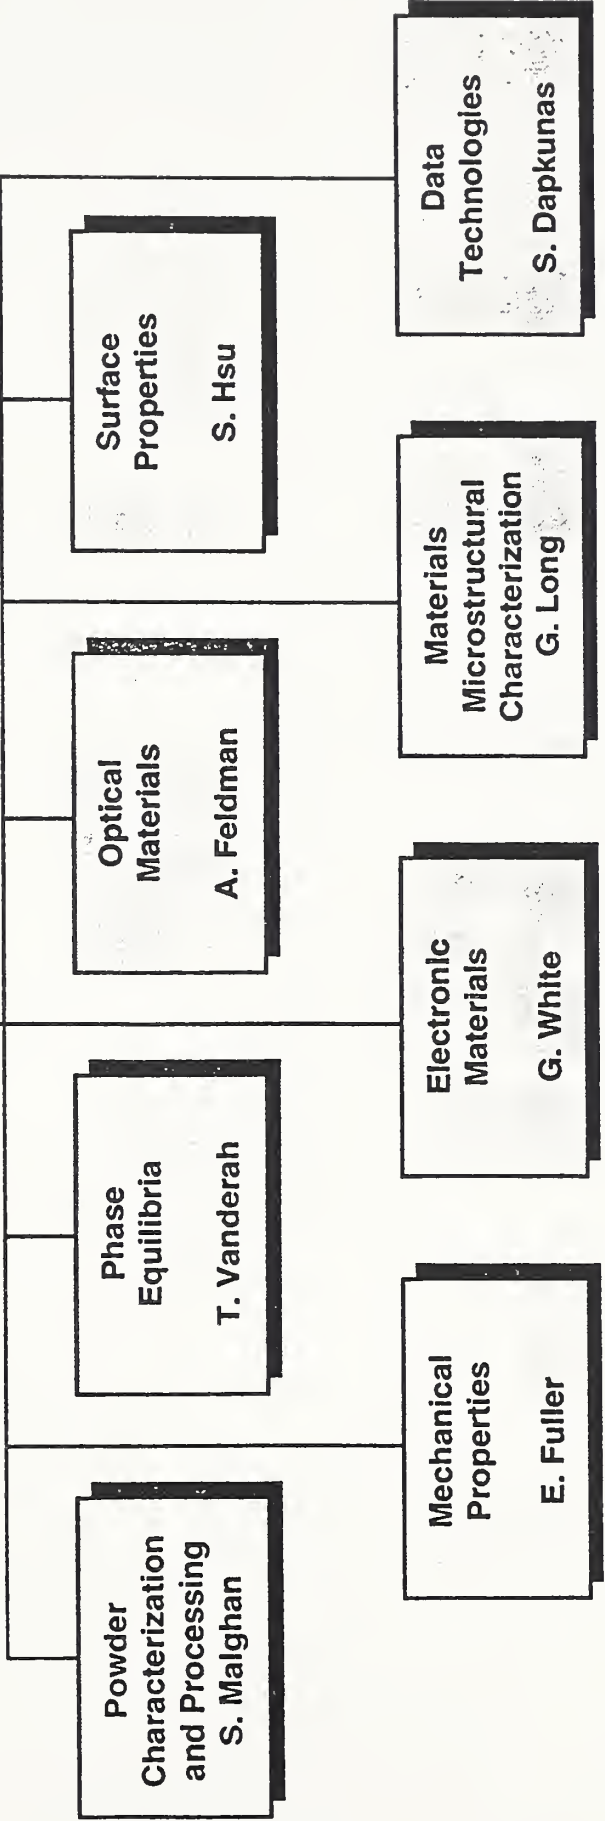 Powder
Characterization
and Processing
S. Malghan
Phase
Equilibria
T. Vanderah
Optical
Materials
A. Feldman
Surface
Properties
S. Hsu
Mechanical
Properties
E. Fuller
Electronic
Materials
G. White
Materials
Microstructural
Characterization
G. Long
Data
Technologies
S. Dapkunas